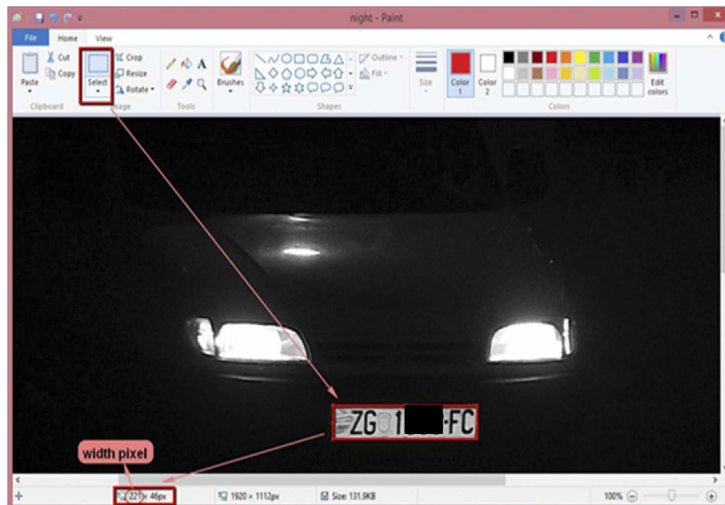 night - Paint
File Home View
Paste
Cut
Copy
Clipboard
Select
Crop
Resize
Rotate
Image
Tools
Brushes
Shapes
Outline
Fill
Size
Color 1
Color 2
Edit colors
Colors
ZG 1 FC
width pixel
221 × 46px
1920 × 1112px
Size: 131.9KB
100%